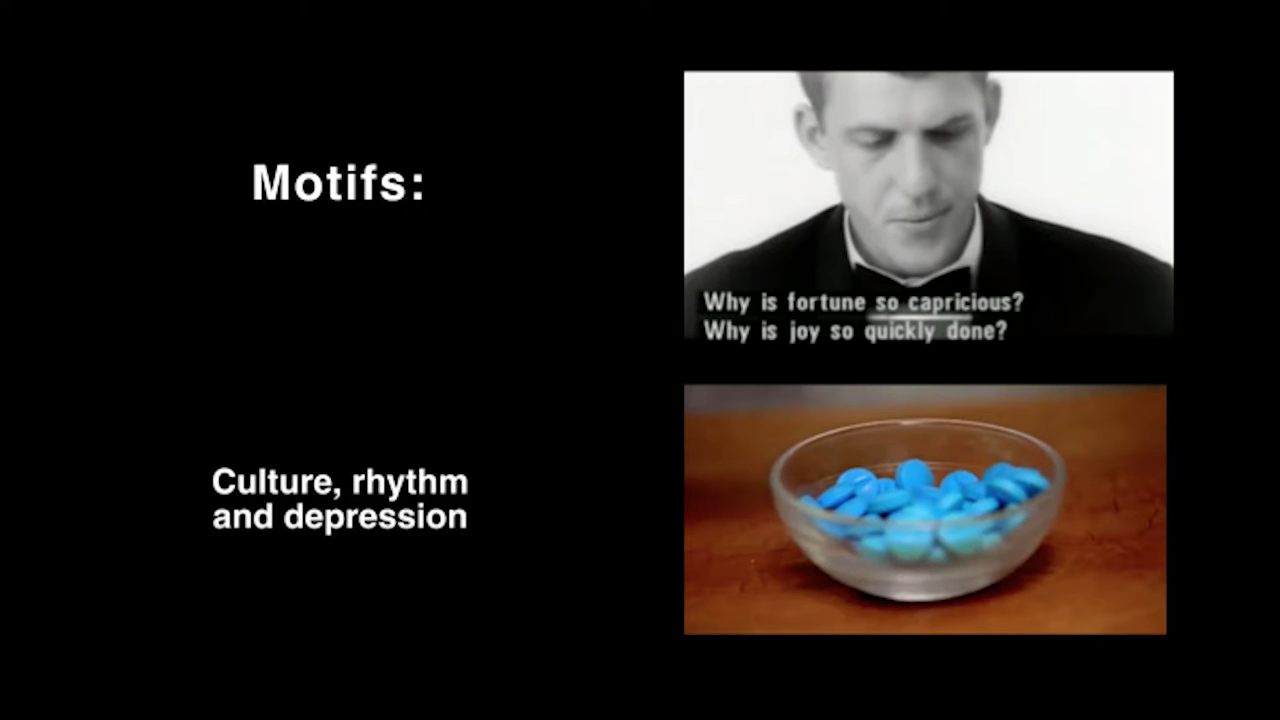 Motifs:
Why is fortune so capricious?
Why is joy so quickly done?
Culture, rhythm
and depression